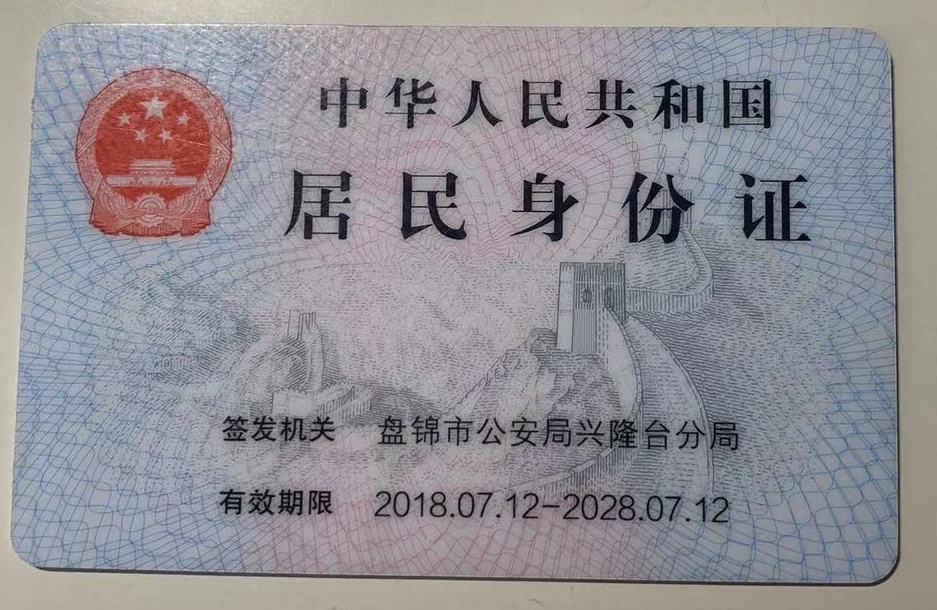 中华人民共和国
居民身份证
签发机关 盘锦市公安局兴隆台分局
有效期限 2018.07.12-2028.07.12